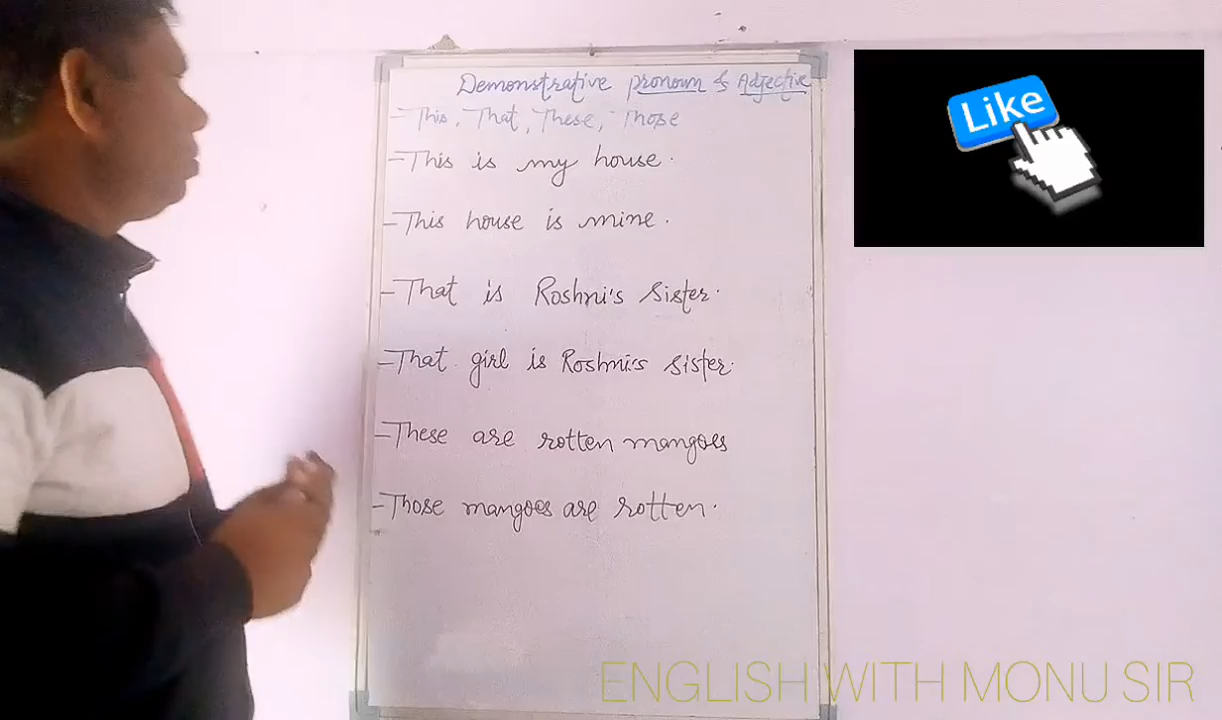 Demonstrative pronoun & Adjective
- This, That, These, Those
- This is my house.
- This house is mine.
- That is Roshni's sister.
- That girl is Roshni's sister.
- These are rotten mangoes
- Those mangoes are rotten.
Like
ENGLISH WITH MONU SIR